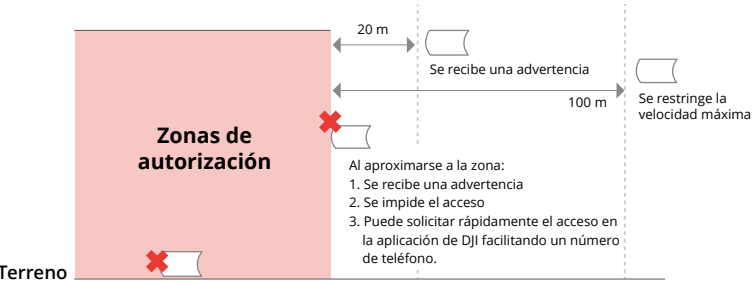 20 m
Se recibe una advertencia
100 m
Se restringe la
velocidad máxima
Zonas de
autorización
Al aproximarse a la zona:
1. Se recibe una advertencia
2. Se impide el acceso
3. Puede solicitar rápidamente el acceso en
la aplicación de DJI facilitando un número
de teléfono.
Terreno